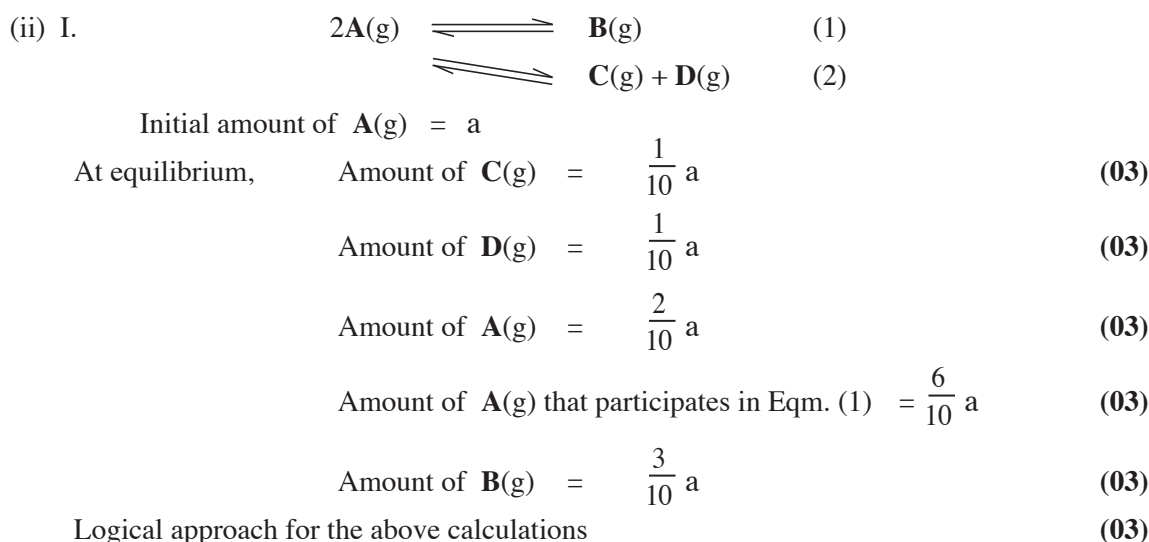 (ii) I. 2A(g) ⇌ B(g) (1)
⇌ C(g) + D(g) (2)
Initial amount of A(g) = a
At equilibrium, Amount of C(g) = 1/10 a (03)
Amount of D(g) = 1/10 a (03)
Amount of A(g) = 2/10 a (03)
Amount of A(g) that participates in Eqm. (1) = 6/10 a (03)
Amount of B(g) = 3/10 a (03)
Logical approach for the above calculations (03)